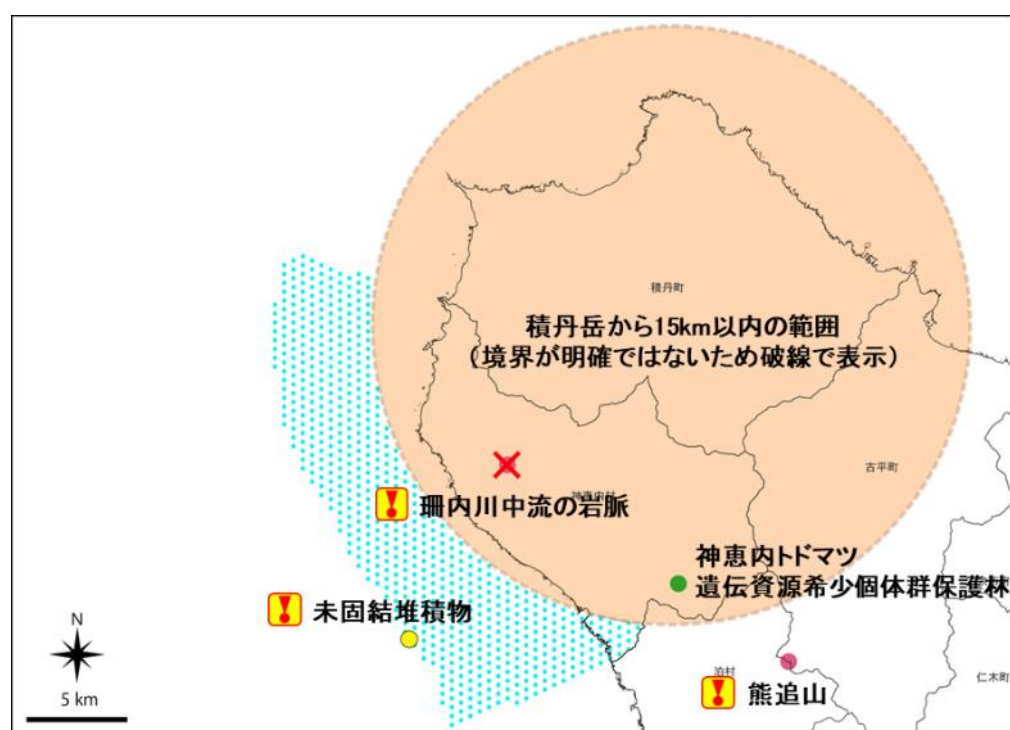 積丹町
積丹岳から15km以内の範囲
(境界が明確ではないため破線で表示)
古平町
神恵内村
珊内川中流の岩脈
神恵内トドマツ
遺伝資源希少個体群保護林
未固結堆積物
N
5 km
泊村
熊追山
仁木町